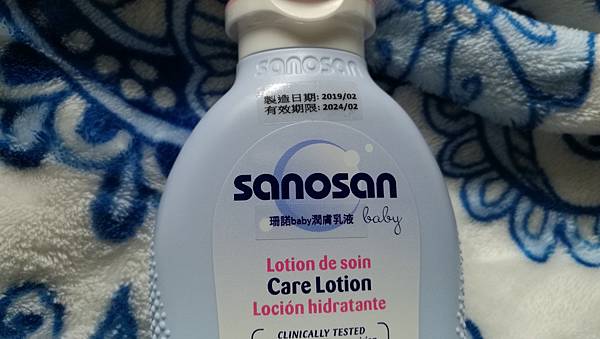 sanosan
製造日期: 2019/02
有效期限: 2024/02
sanosan
珊諾baby潤膚乳液 baby
Lotion de soin
Care Lotion
Loción hidratante
CLINICALLY TESTED